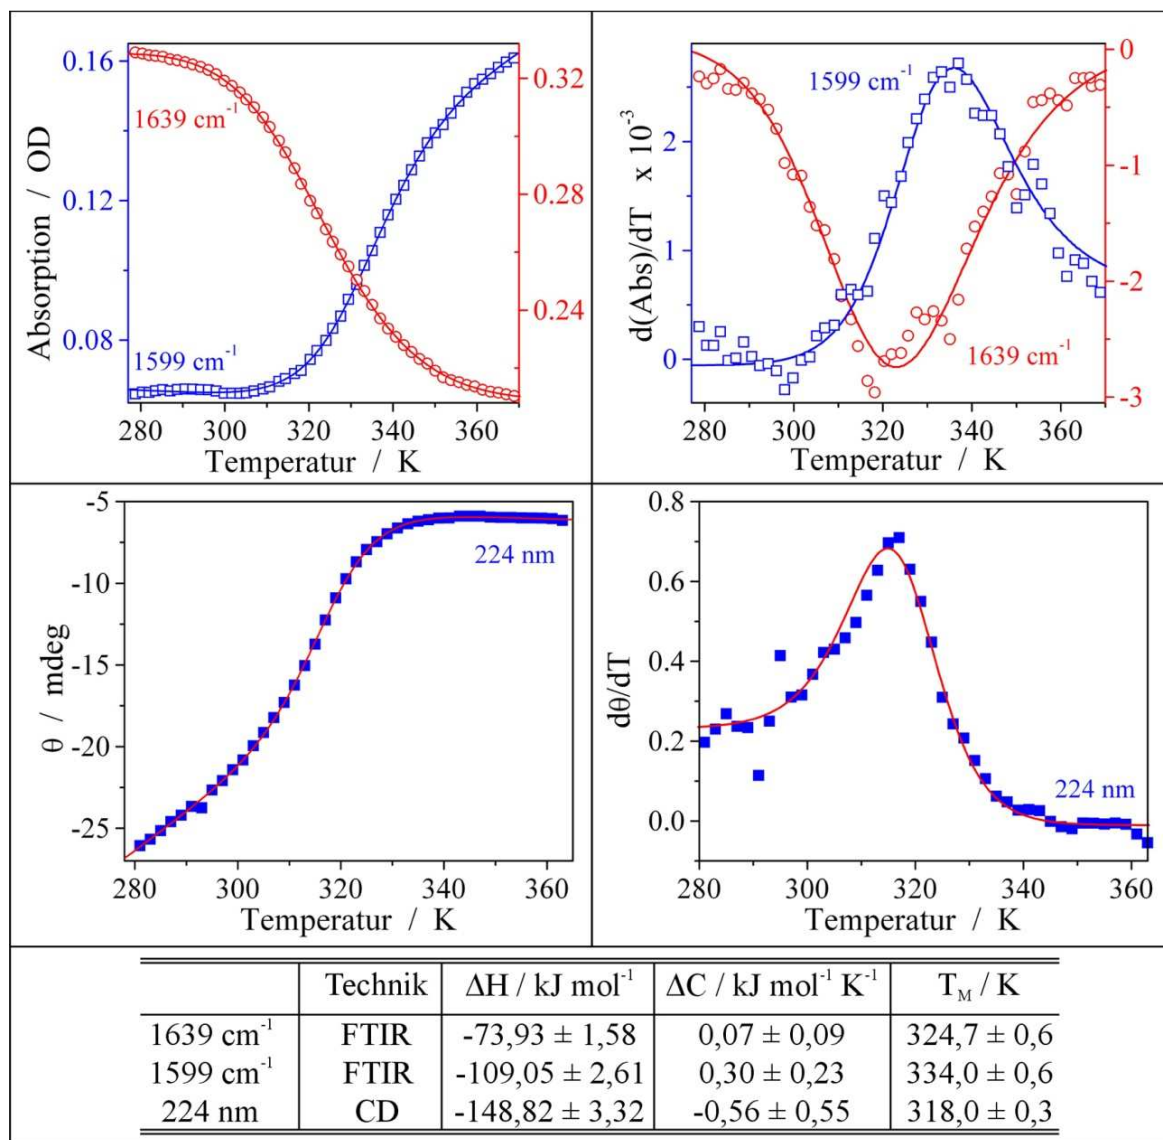 0.16
0.12
0.08
Absorption / OD
1639 cm⁻¹
1599 cm⁻¹
0.32
0.28
0.24
280 300 320 340 360
Temperatur / K
2
1
0
d(Abs)/dT x 10⁻³
1599 cm⁻¹
1639 cm⁻¹
0
-1
-2
-3
280 300 320 340 360
Temperatur / K
-5
-10
-15
-20
-25
θ / mdeg
224 nm
280 300 320 340 360
Temperatur / K
0.8
0.6
0.4
0.2
0.0
dθ/dT
224 nm
280 300 320 340 360
Temperatur / K
Technik ΔH / kJ mol⁻¹ ΔC / kJ mol⁻¹ K⁻¹ T_M / K
1639 cm⁻¹ FTIR -73,93 ± 1,58 0,07 ± 0,09 324,7 ± 0,6
1599 cm⁻¹ FTIR -109,05 ± 2,61 0,30 ± 0,23 334,0 ± 0,6
224 nm CD -148,82 ± 3,32 -0,56 ± 0,55 318,0 ± 0,3